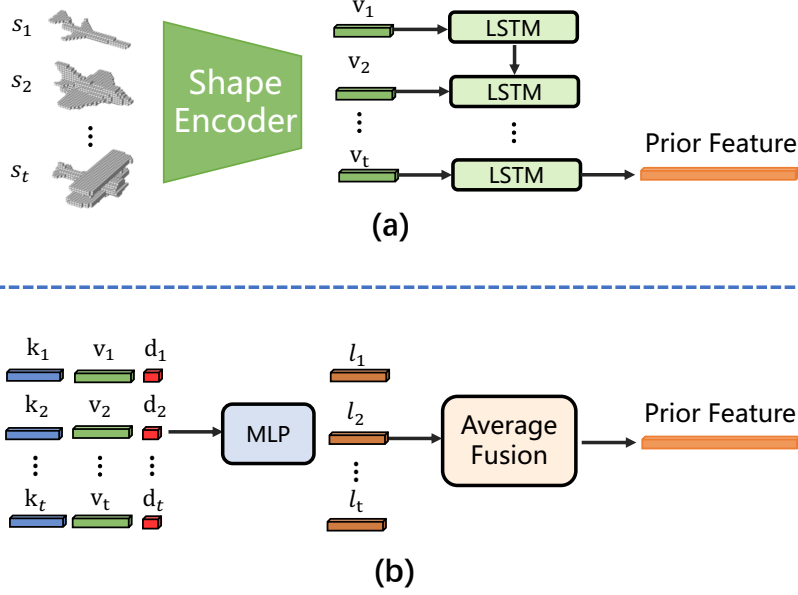 s₁
s₂
⋮
sₜ
Shape
Encoder
v₁
v₂
⋮
vₜ
LSTM
LSTM
⋮
LSTM
Prior Feature
(a)
k₁ v₁ d₁
k₂ v₂ d₂
⋮ ⋮ ⋮
kₜ vₜ dₜ
MLP
l₁
l₂
⋮
lₜ
Average
Fusion
Prior Feature
(b)